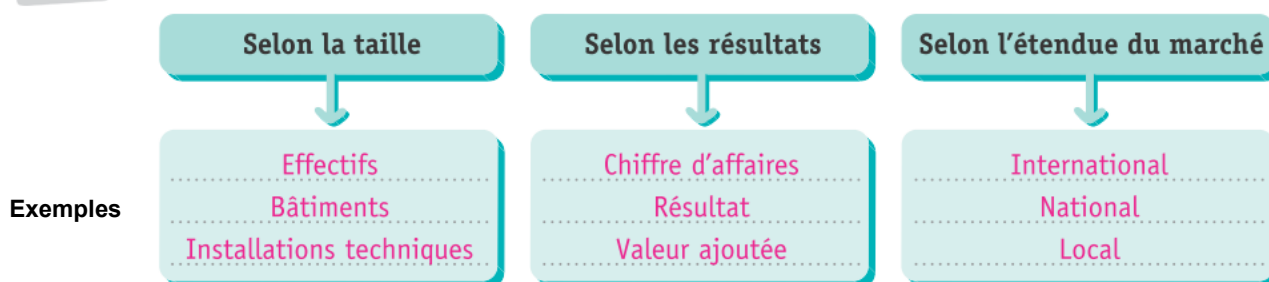 Selon la taille
Selon les résultats
Selon l'étendue du marché
Exemples
Effectifs
Bâtiments
Installations techniques
Chiffre d'affaires
Résultat
Valeur ajoutée
International
National
Local